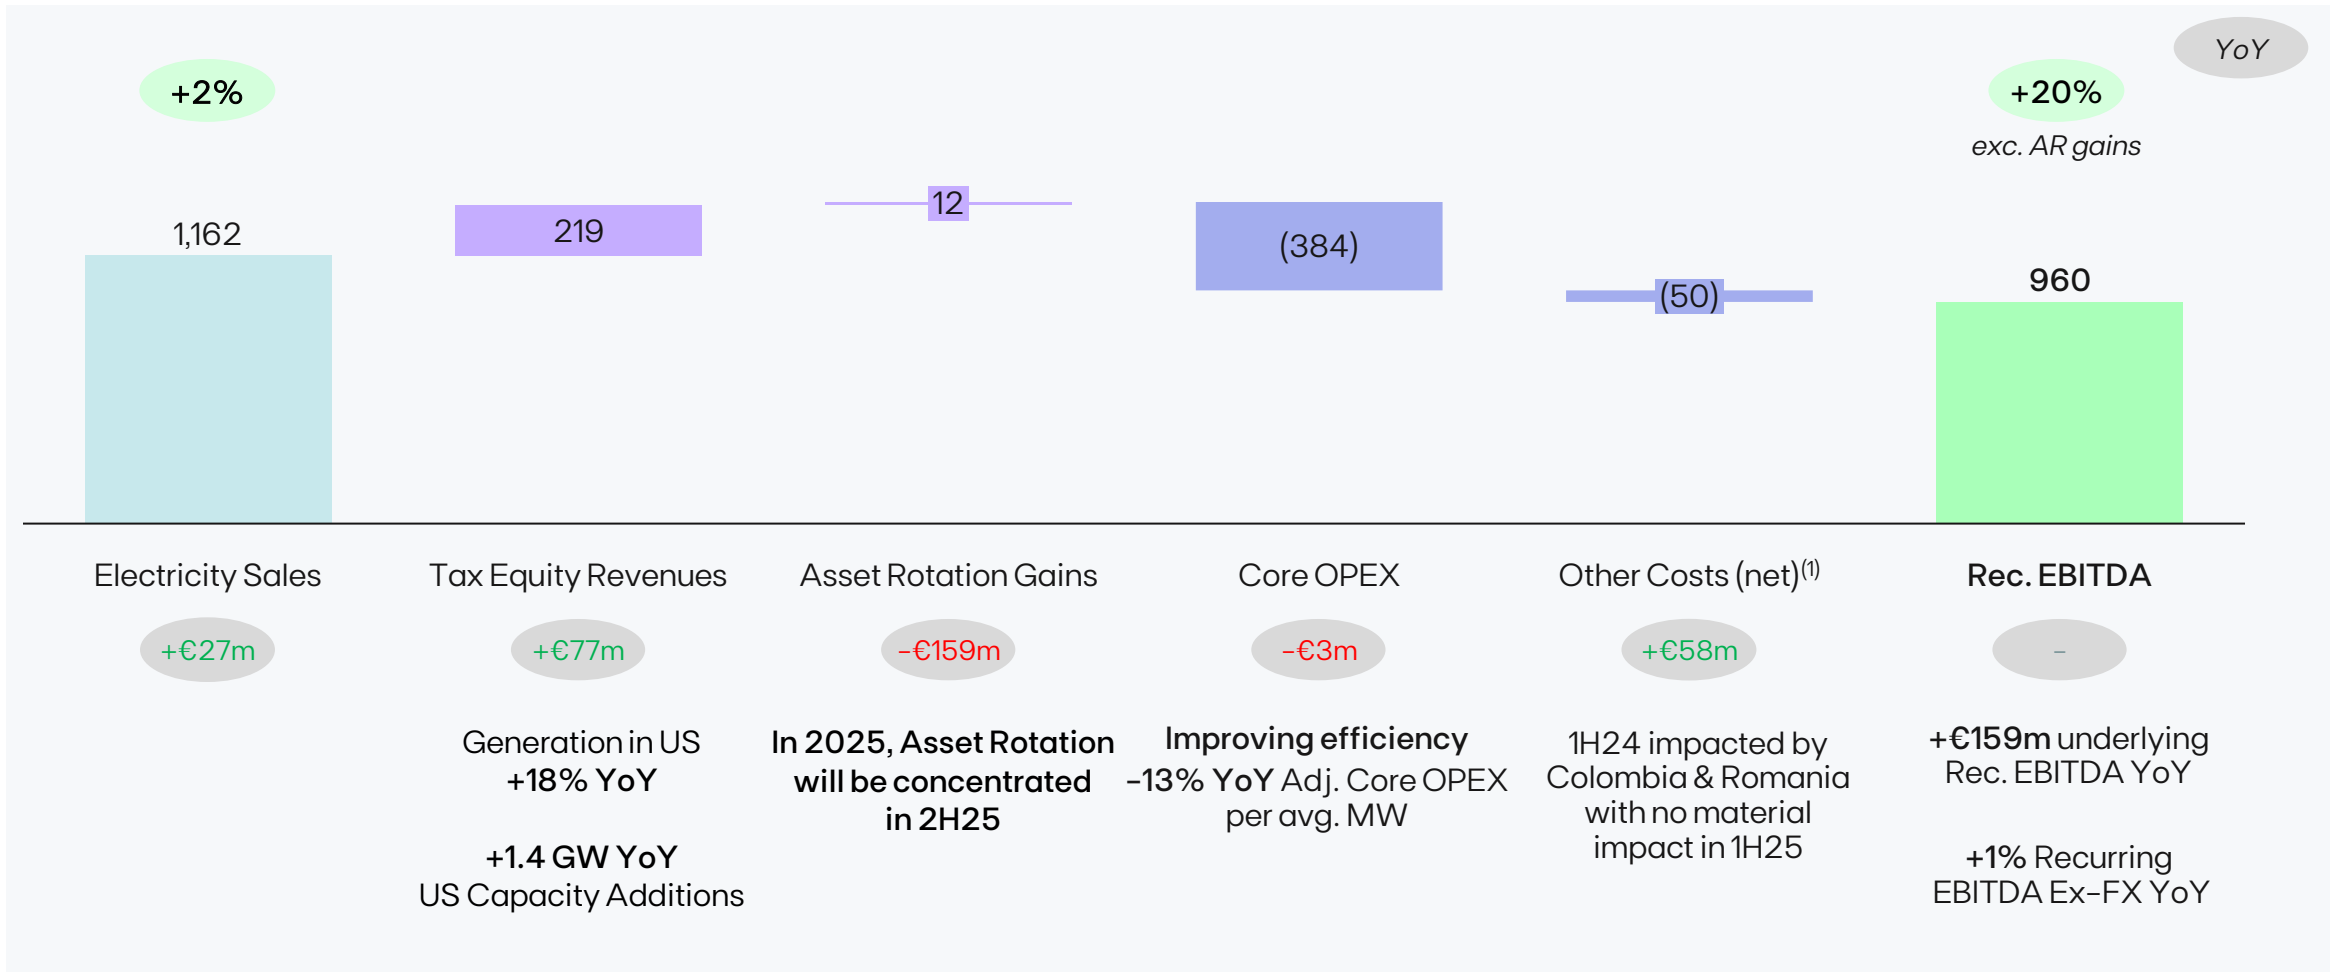 YoY
+2%
+20%
exc. AR gains
1,162
219
12
(384)
(50)
960
Electricity Sales
Tax Equity Revenues
Asset Rotation Gains
Core OPEX
Other Costs (net)(1)
Rec. EBITDA
+€27m
+€77m
-€159m
-€3m
+€58m
-
Generation in US
+18% YoY
+1.4 GW YoY
US Capacity Additions
In 2025, Asset Rotation
will be concentrated
in 2H25
Improving efficiency
-13% YoY Adj. Core OPEX
per avg. MW
1H24 impacted by
Colombia & Romania
with no material
impact in 1H25
+€159m underlying
Rec. EBITDA YoY
+1% Recurring
EBITDA Ex-FX YoY